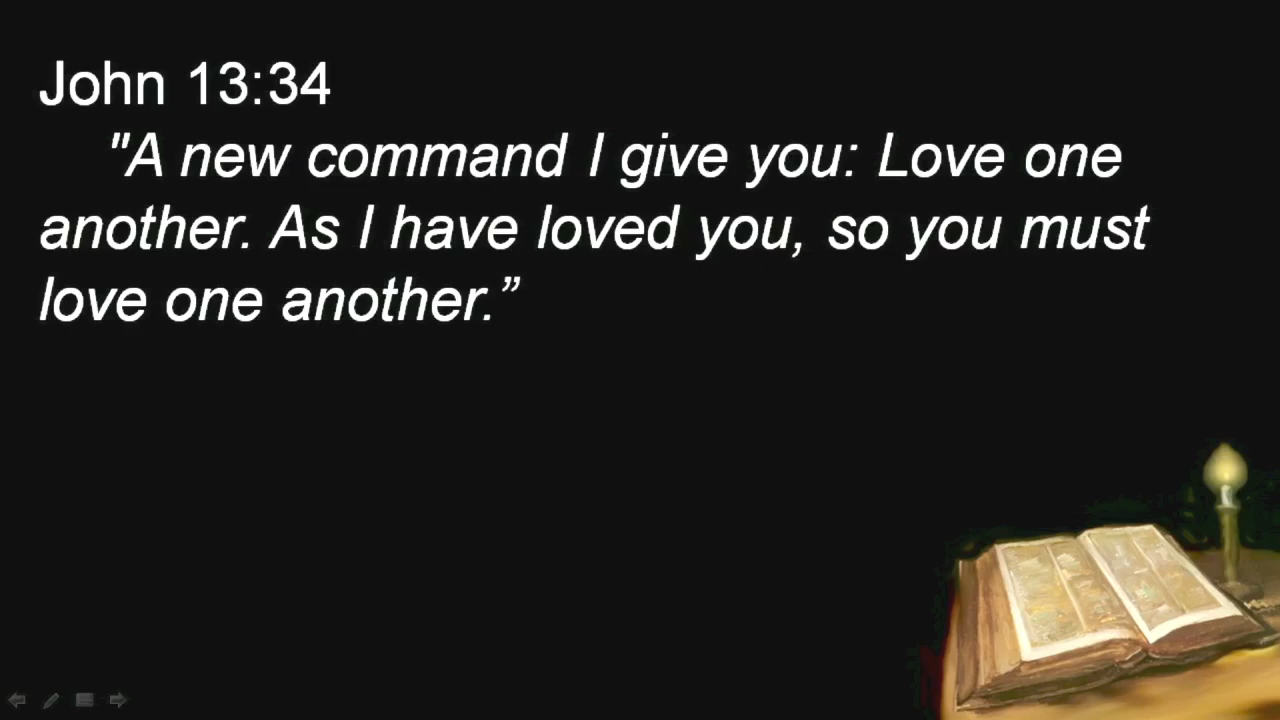 John 13:34
"A new command I give you: Love one
another. As I have loved you, so you must
love one another.”